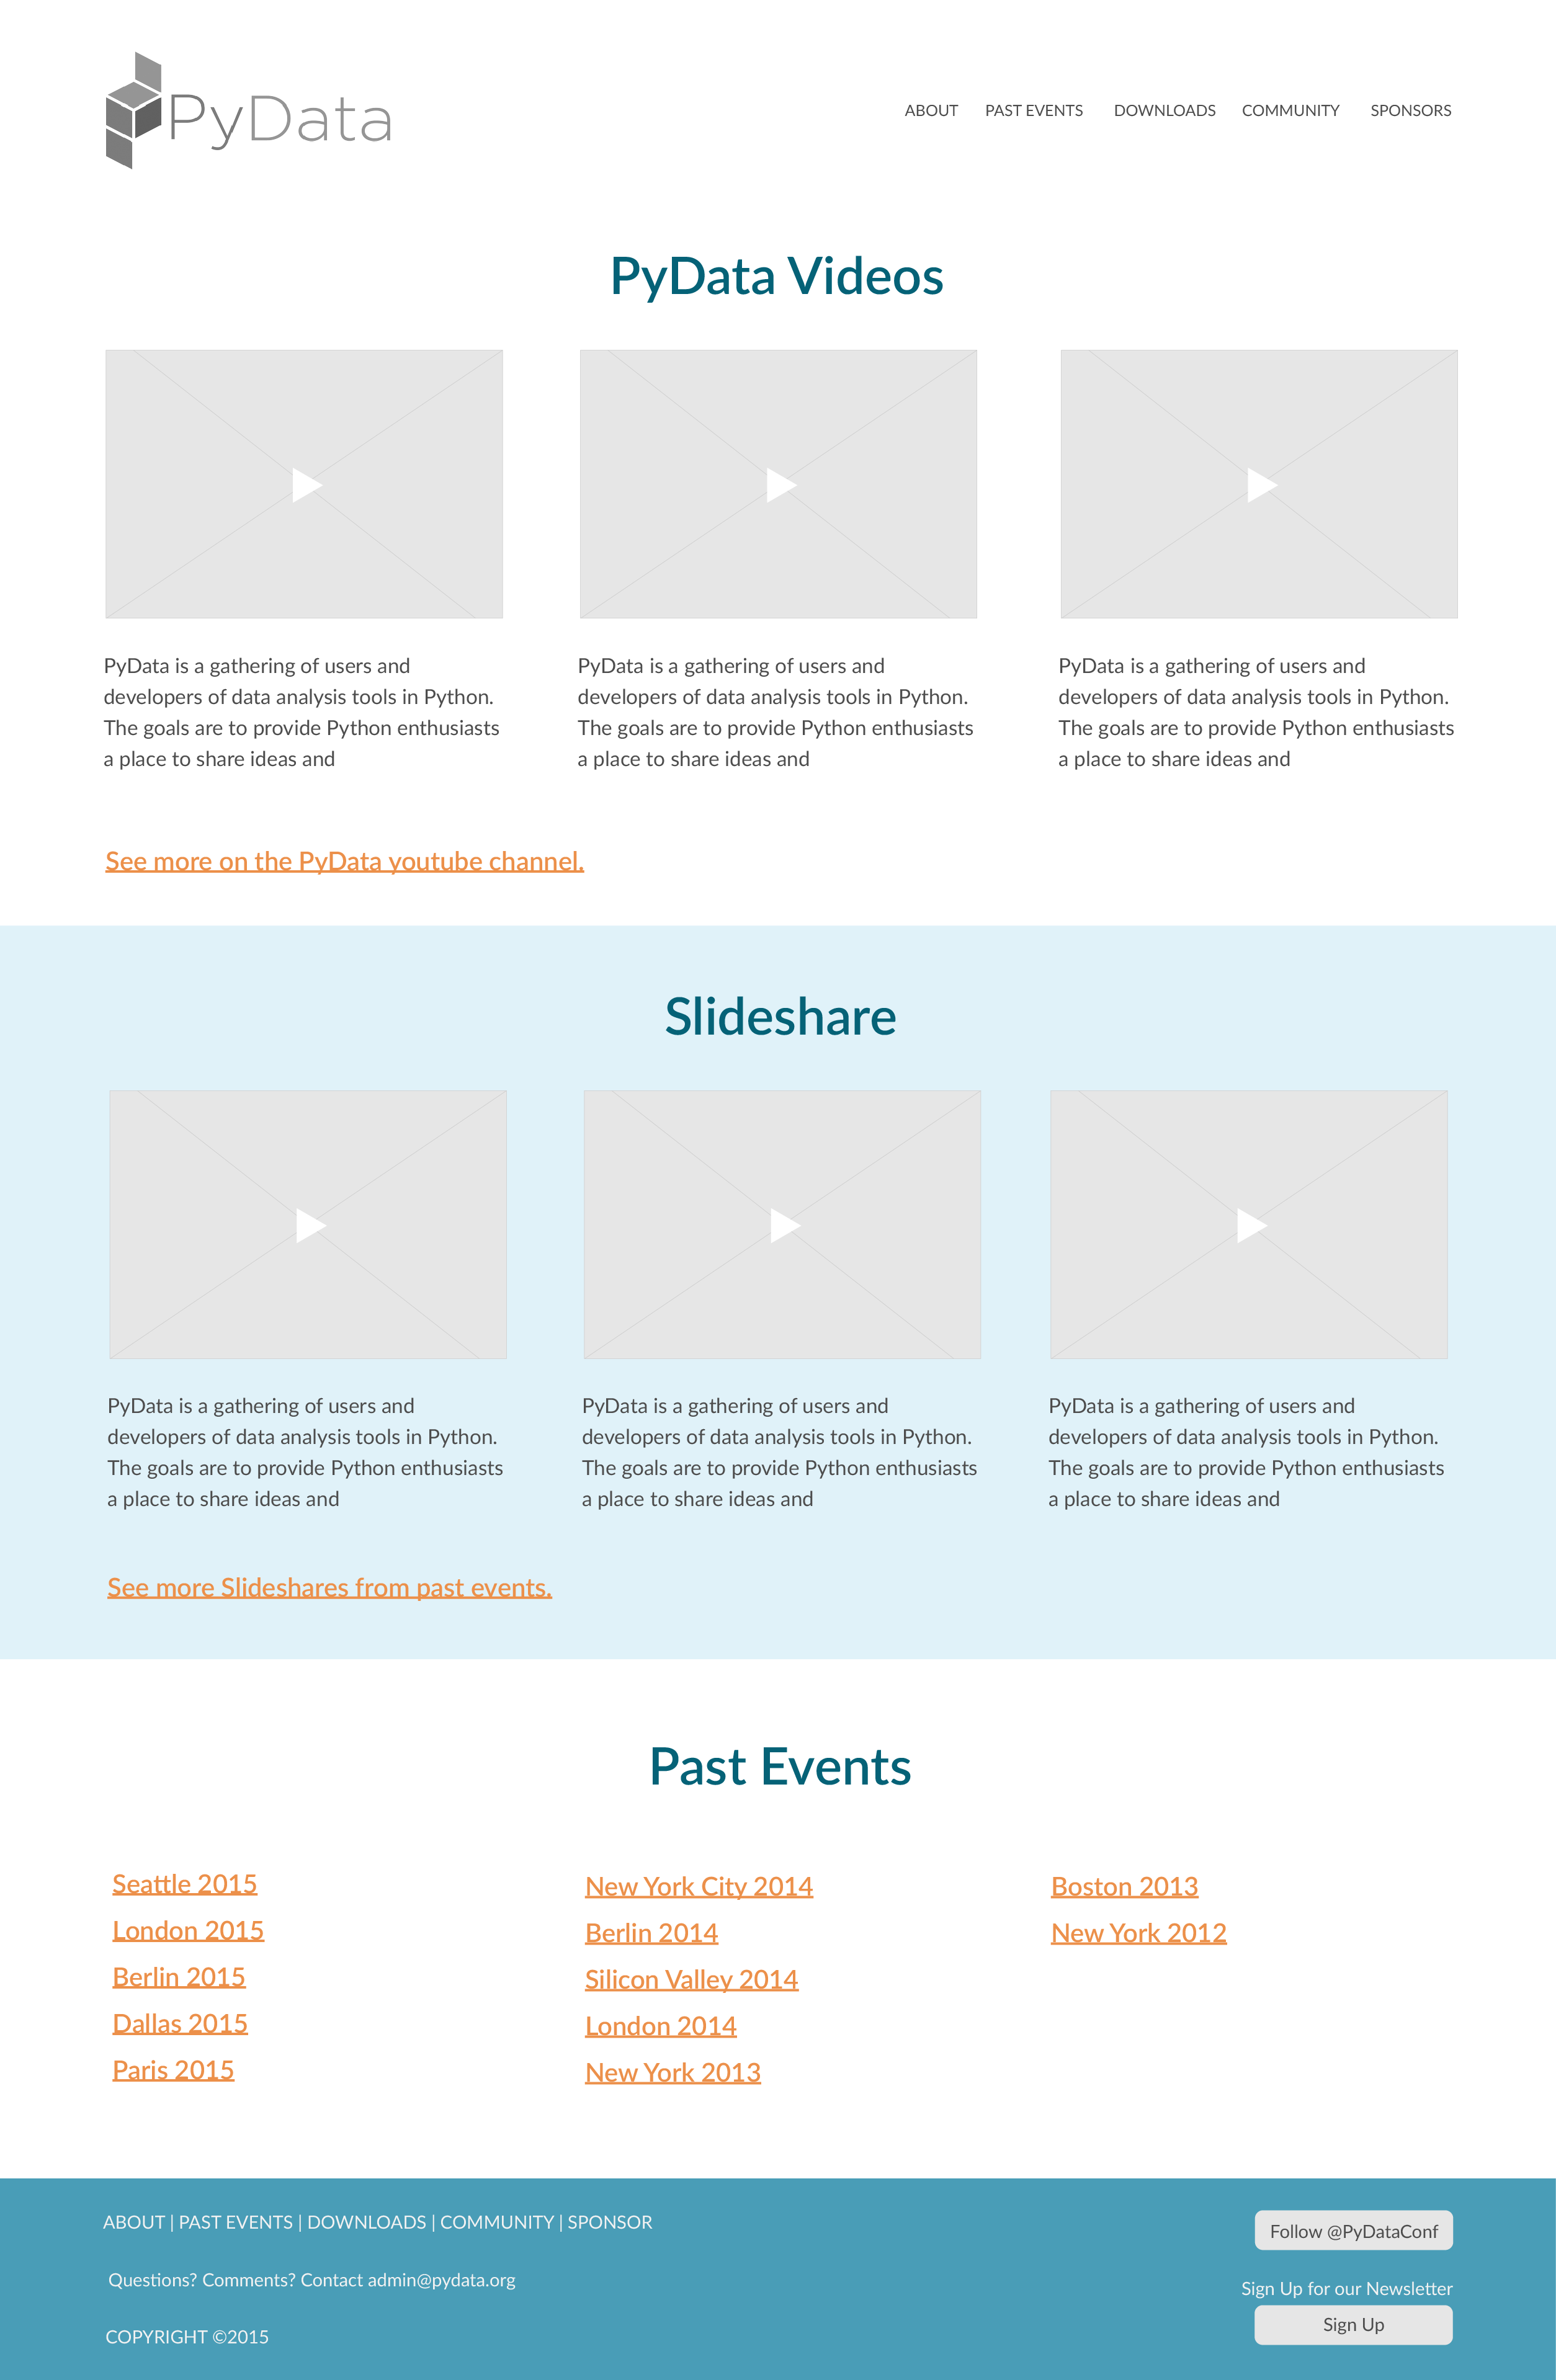 PyData
ABOUT PAST EVENTS DOWNLOADS COMMUNITY SPONSORS
PyData Videos
PyData is a gathering of users and
developers of data analysis tools in Python.
The goals are to provide Python enthusiasts
a place to share ideas and
PyData is a gathering of users and
developers of data analysis tools in Python.
The goals are to provide Python enthusiasts
a place to share ideas and
PyData is a gathering of users and
developers of data analysis tools in Python.
The goals are to provide Python enthusiasts
a place to share ideas and
See more on the PyData youtube channel.
Slideshare
PyData is a gathering of users and
developers of data analysis tools in Python.
The goals are to provide Python enthusiasts
a place to share ideas and
PyData is a gathering of users and
developers of data analysis tools in Python.
The goals are to provide Python enthusiasts
a place to share ideas and
PyData is a gathering of users and
developers of data analysis tools in Python.
The goals are to provide Python enthusiasts
a place to share ideas and
See more Slideshares from past events.
Past Events
Seattle 2015
London 2015
Berlin 2015
Dallas 2015
Paris 2015
New York City 2014
Berlin 2014
Silicon Valley 2014
London 2014
New York 2013
Boston 2013
New York 2012
ABOUT | PAST EVENTS | DOWNLOADS | COMMUNITY | SPONSOR
Questions? Comments? Contact admin@pydata.org
COPYRIGHT ©2015
Follow @PyDataConf
Sign Up for our Newsletter
Sign Up